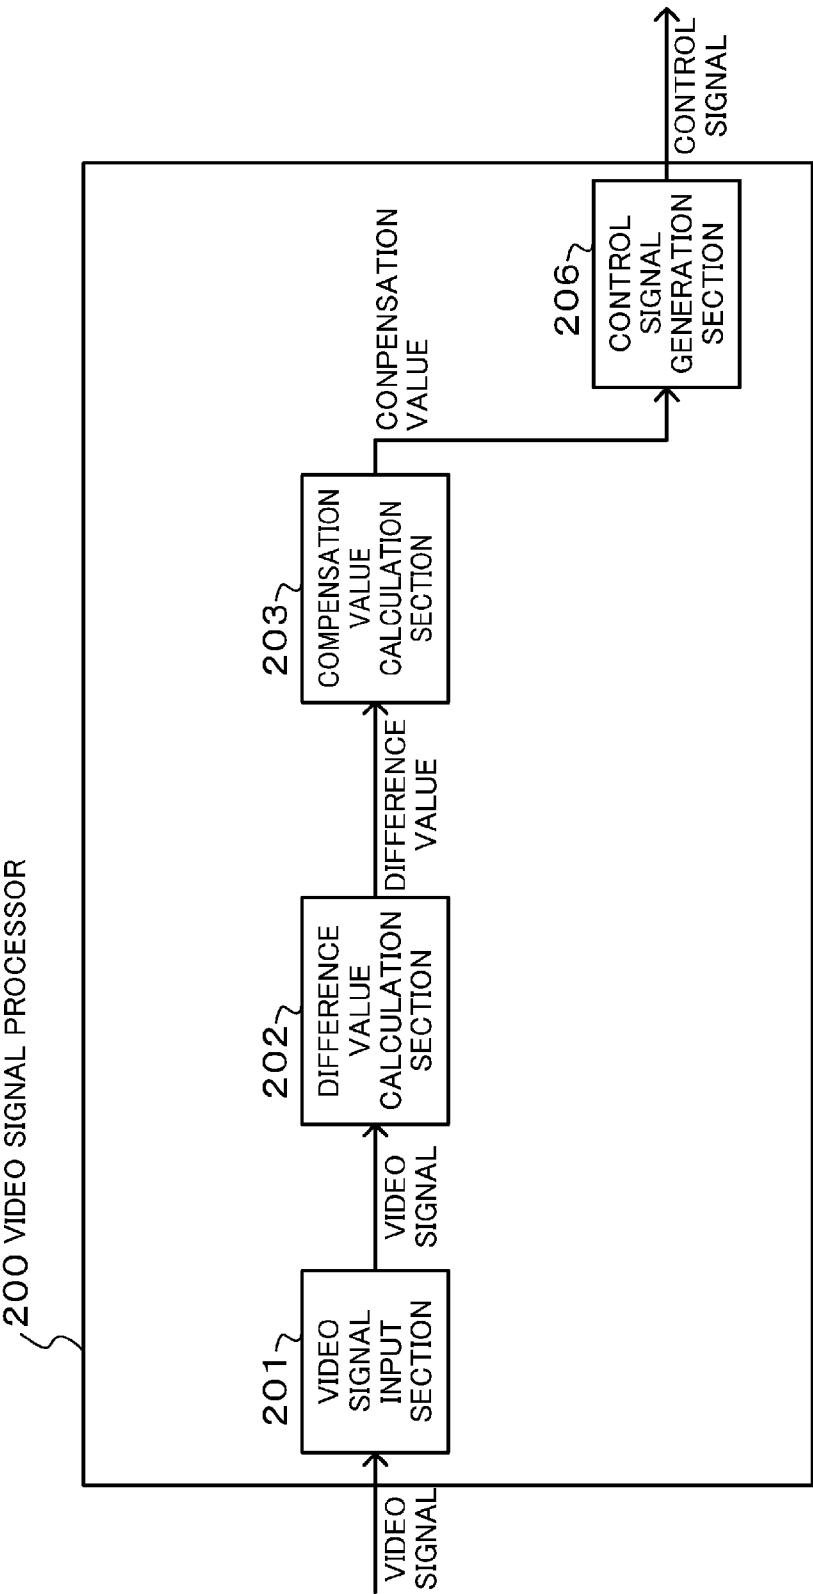 200 VIDEO SIGNAL PROCESSOR
VIDEO
SIGNAL
201
VIDEO
SIGNAL
INPUT
SECTION
VIDEO
SIGNAL
202
DIFFERENCE
VALUE
CALCULATION
SECTION
DIFFERENCE
VALUE
203
COMPENSATION
VALUE
CALCULATION
SECTION
CONPENSATION
VALUE
206
CONTROL
SIGNAL
GENERATION
SECTION
CONTROL
SIGNAL